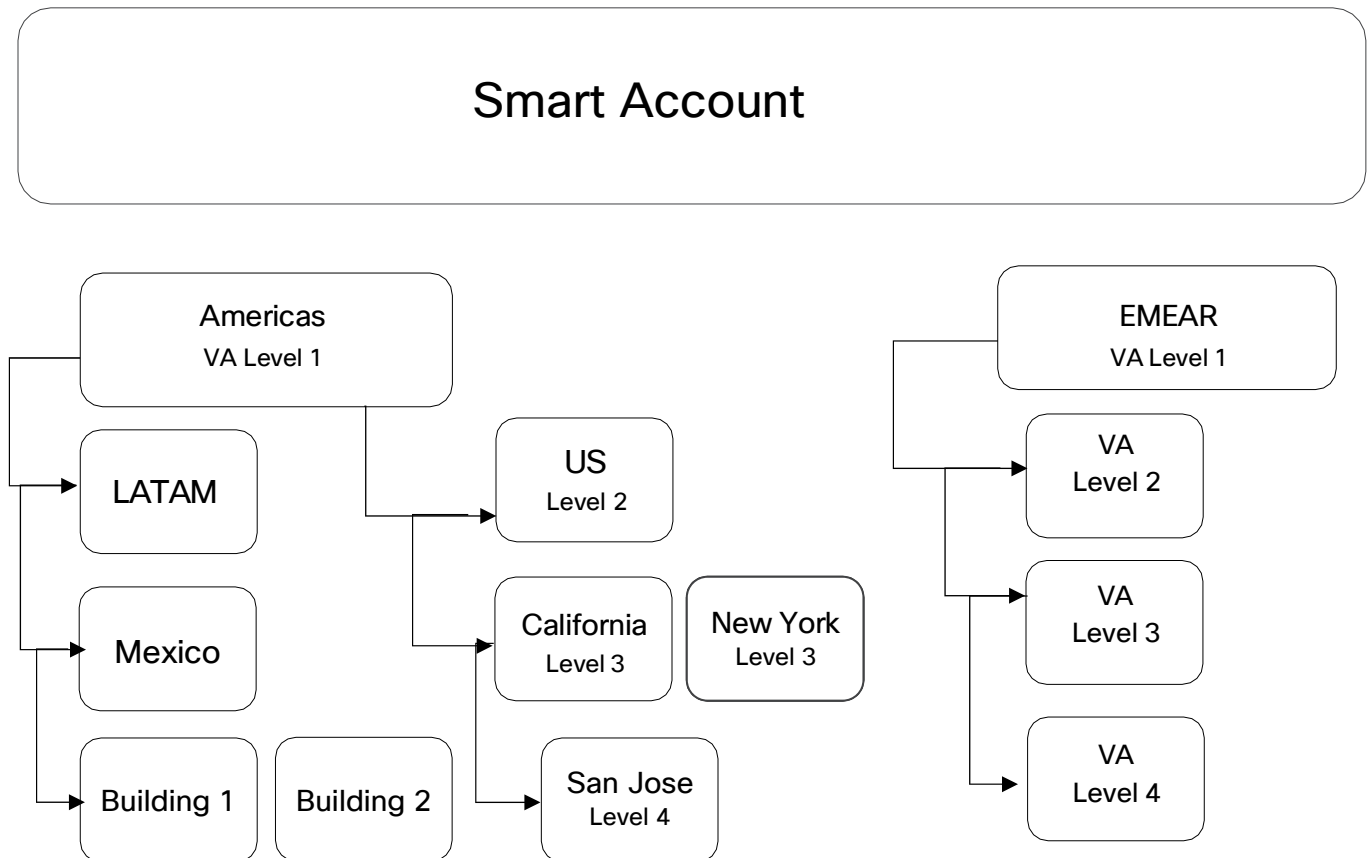 Smart Account
Americas
VA Level 1
EMEAR
VA Level 1
LATAM
US
Level 2
VA
Level 2
Mexico
California
Level 3
New York
Level 3
VA
Level 3
Building 1
Building 2
San Jose
Level 4
VA
Level 4